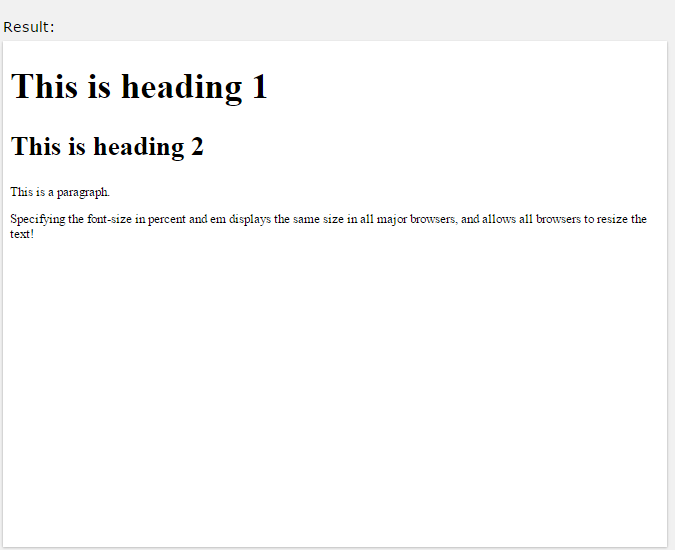 Result:
This is heading 1
This is heading 2
This is a paragraph.
Specifying the font-size in percent and em displays the same size in all major browsers, and allows all browsers to resize the
text!